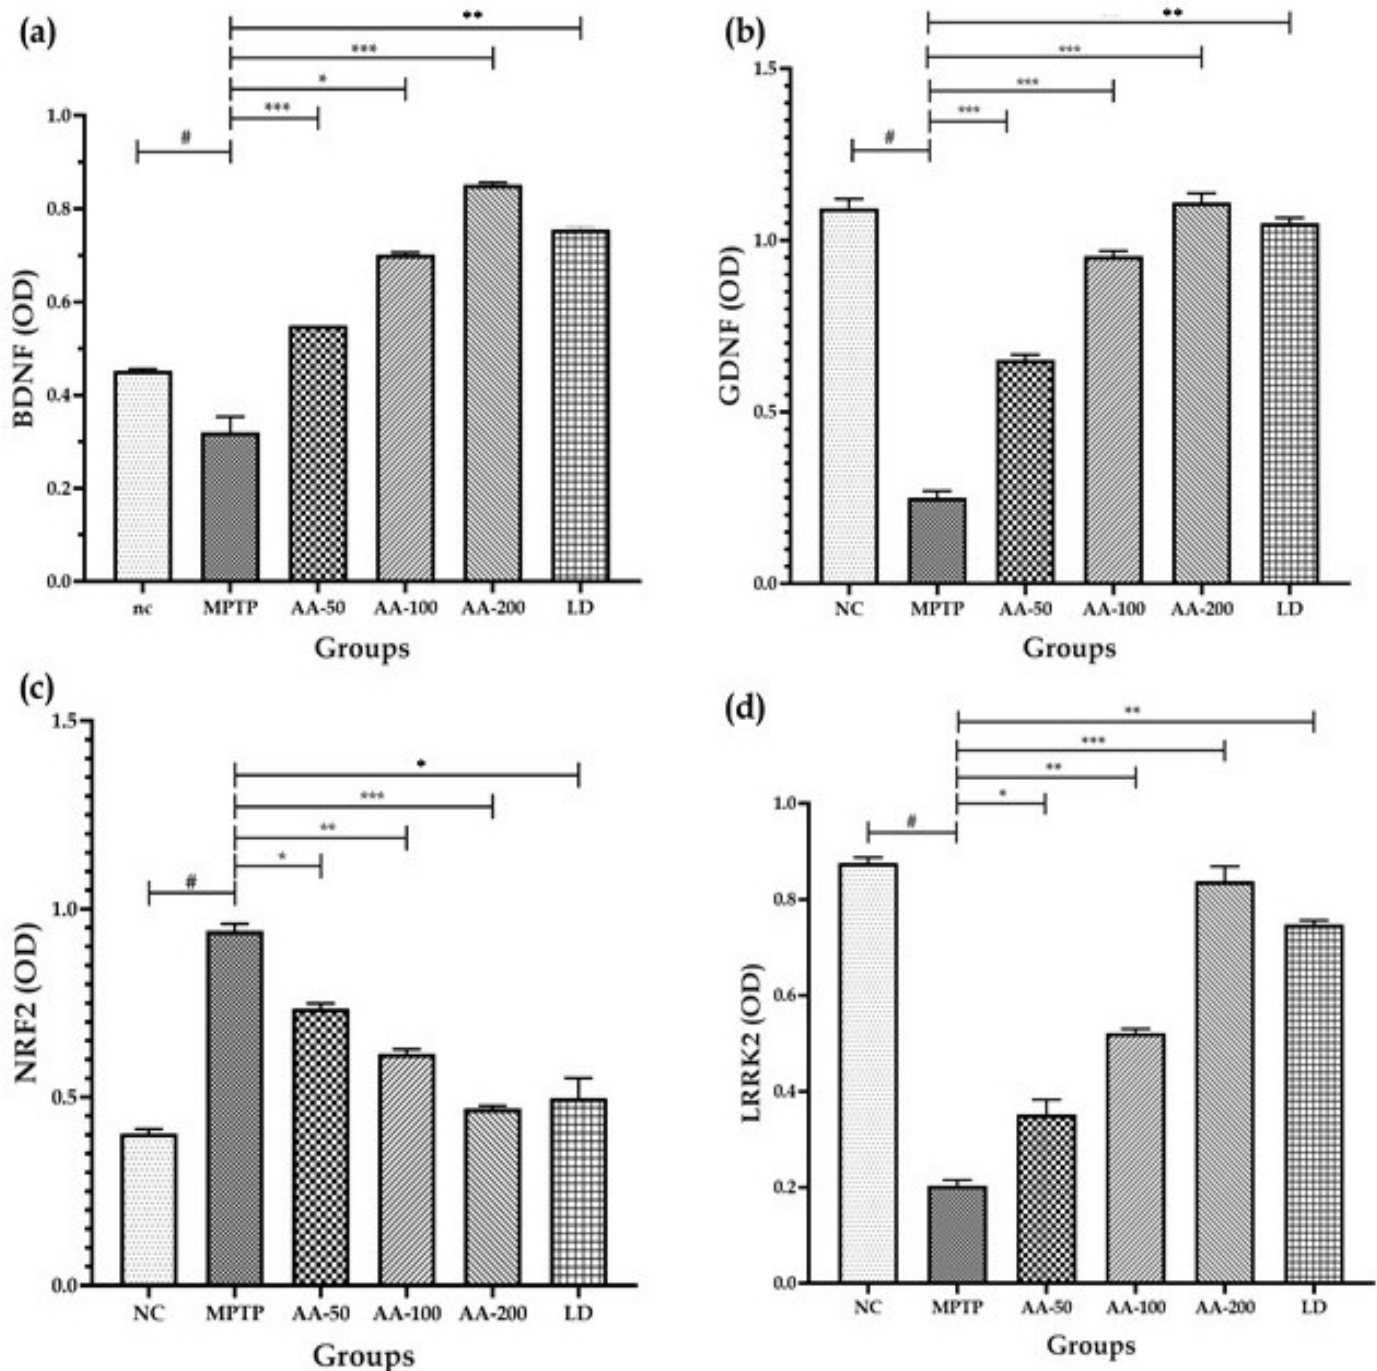 (a)
**
***
*
***
#
1.0
0.8
0.6
0.4
0.2
0.0
BDNF (OD)
nc MPTP AA-50 AA-100 AA-200 LD
Groups
(b)
**
***
***
***
#
1.5
1.0
0.5
0.0
GDNF (OD)
NC MPTP AA-50 AA-100 AA-200 LD
Groups
(c)
*
***
**
*
#
1.5
1.0
0.5
0.0
NRF2 (OD)
NC MPTP AA-50 AA-100 AA-200 LD
Groups
(d)
**
***
**
*
#
1.0
0.8
0.6
0.4
0.2
0.0
LRRK2 (OD)
NC MPTP AA-50 AA-100 AA-200 LD
Groups